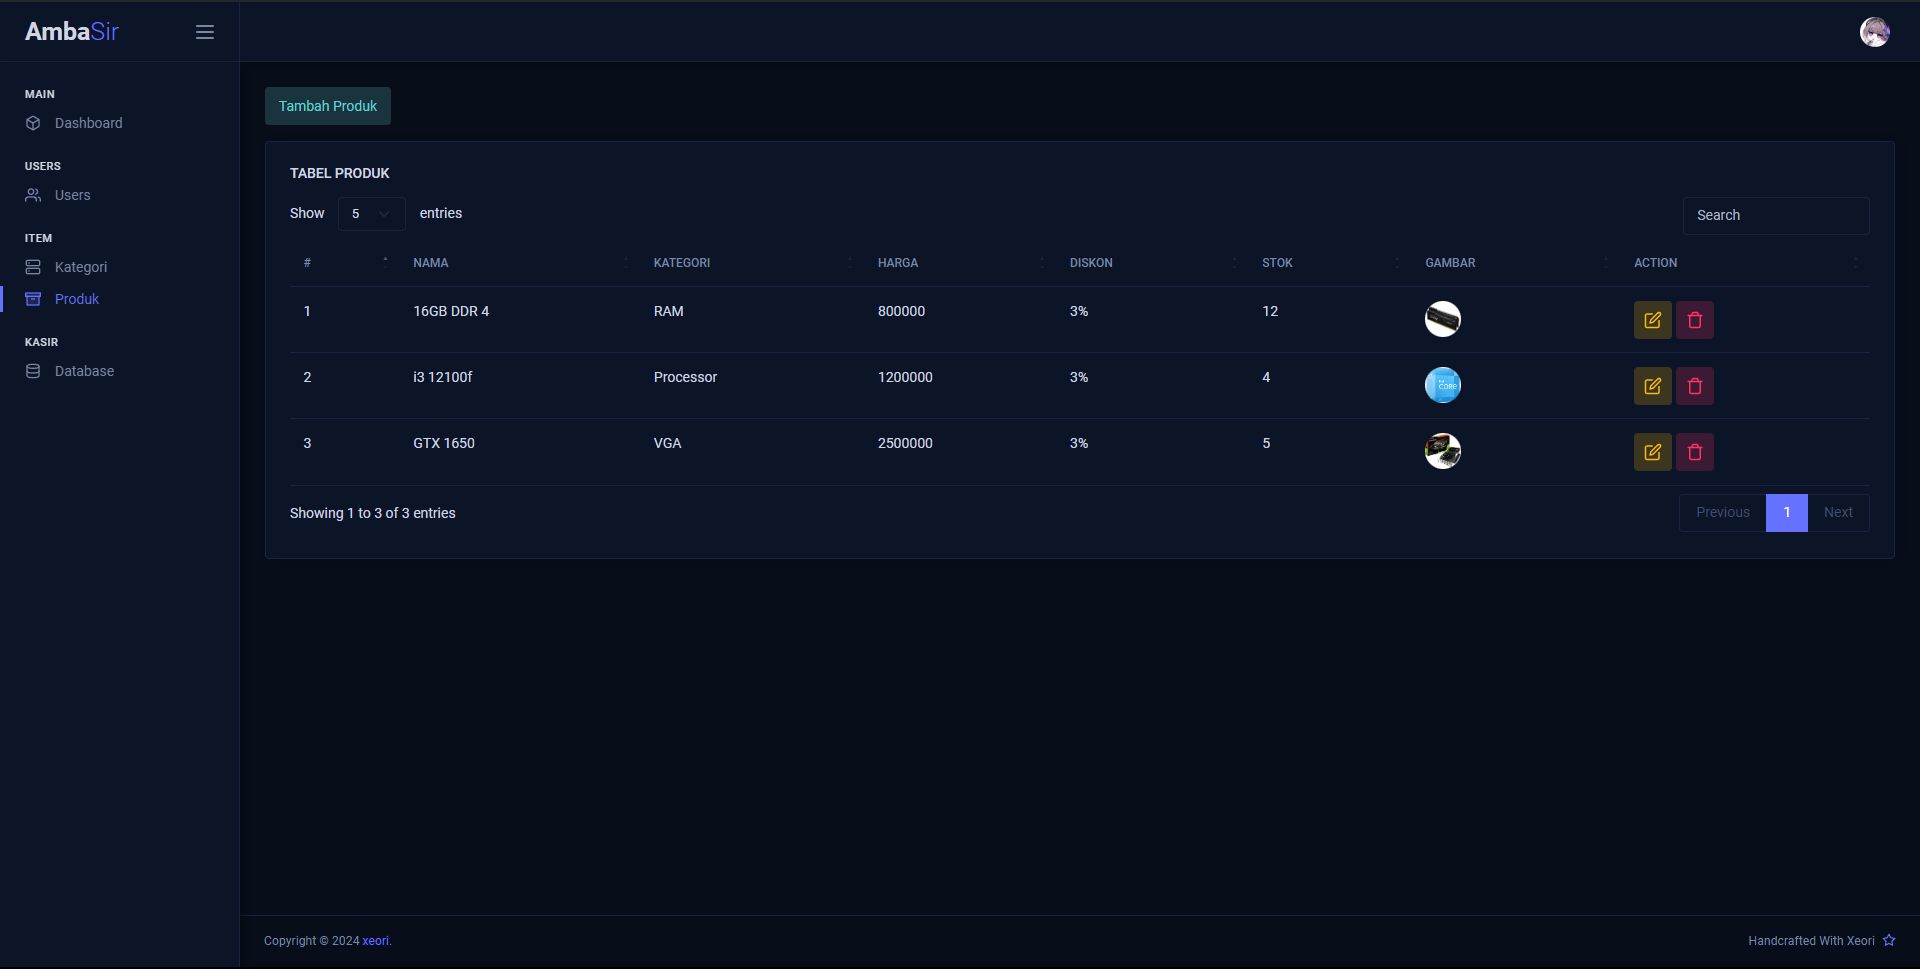 AmbaSir
MAIN
Dashboard
USERS
Users
ITEM
Kategori
Produk
KASIR
Database
Tambah Produk
TABEL PRODUK
Show 5 entries
Search
# NAMA KATEGORI HARGA DISKON STOK GAMBAR ACTION
1 16GB DDR 4 RAM 800000 3% 12
2 i3 12100f Processor 1200000 3% 4 CORE
3 GTX 1650 VGA 2500000 3% 5
Showing 1 to 3 of 3 entries
Previous 1 Next
Copyright © 2024 xeori.
Handcrafted With Xeori